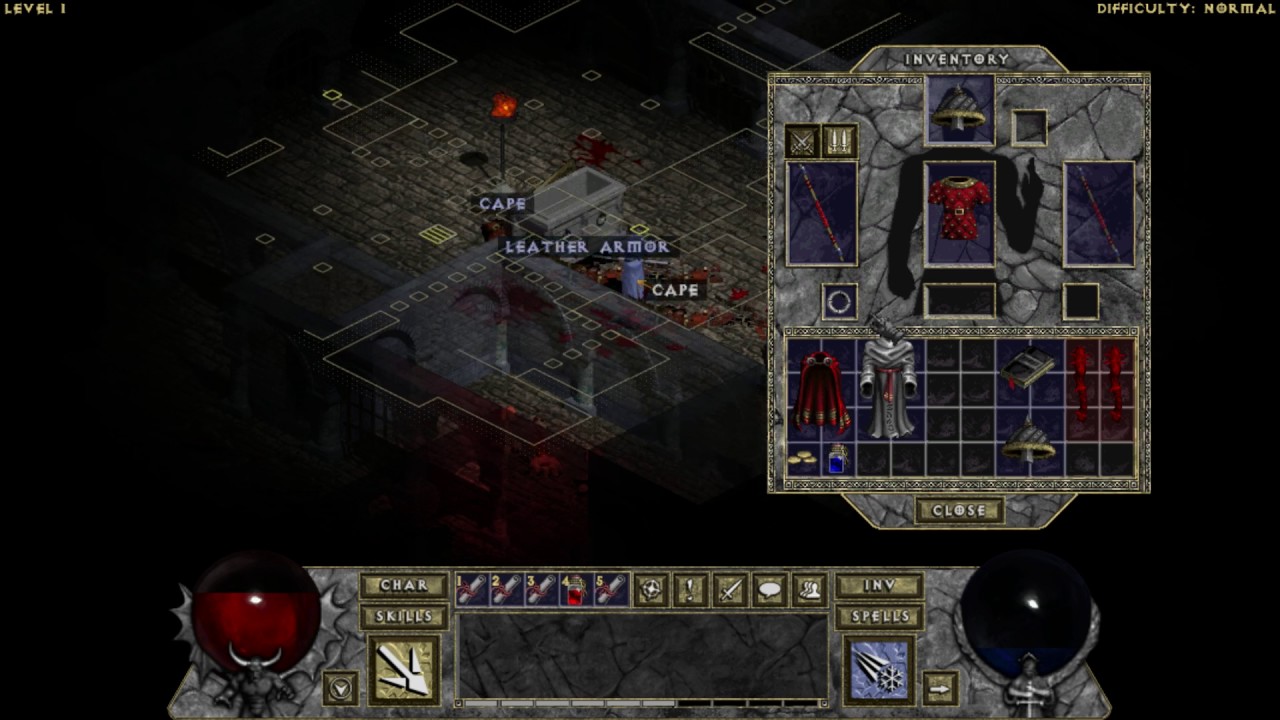 LEVEL 1
DIFFICULTY: NORMAL
INVENTORY
CAPE
LEATHER ARMOR
CAPE
CLOSE
CHAR
1 2 3 4 5
INV
SKILLS
SPELLS